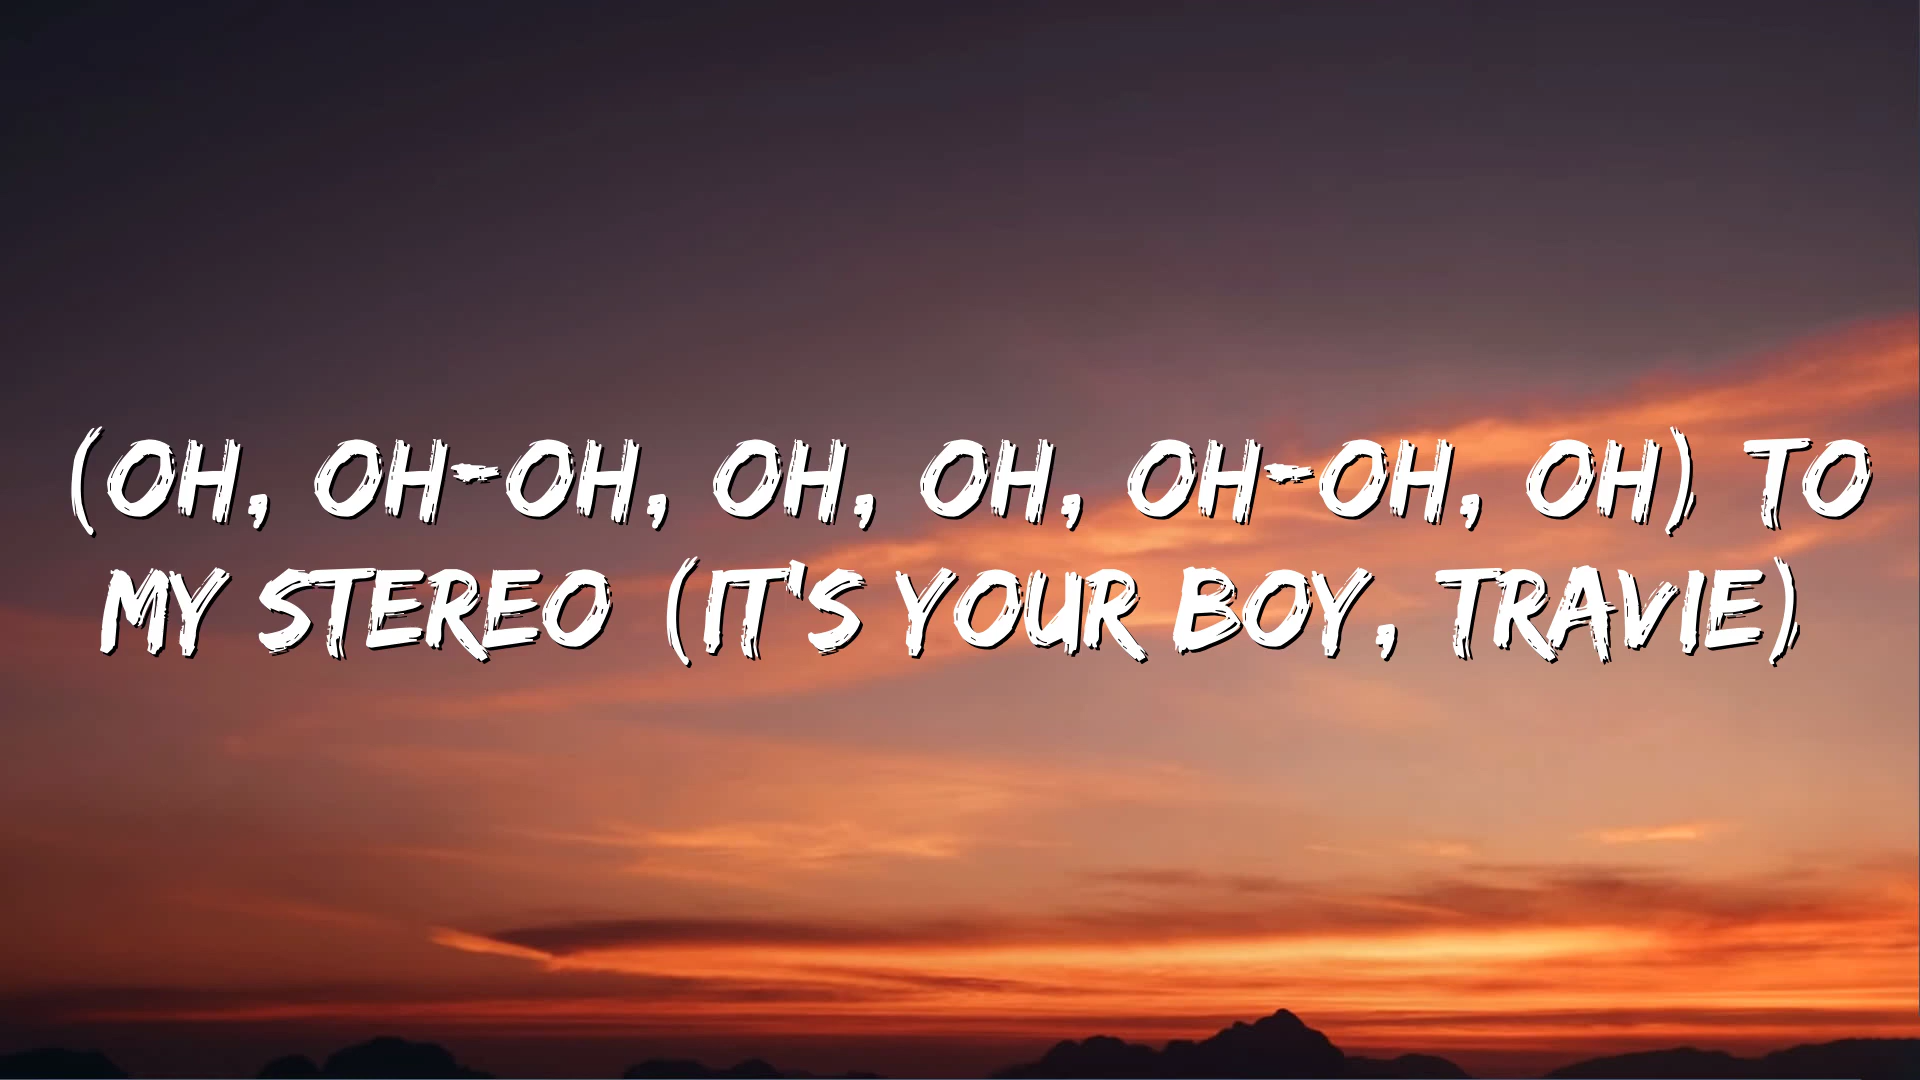 (OH, OH-OH, OH, OH, OH-OH, OH) TO
MY STEREO (IT'S YOUR BOY, TRAVIE)